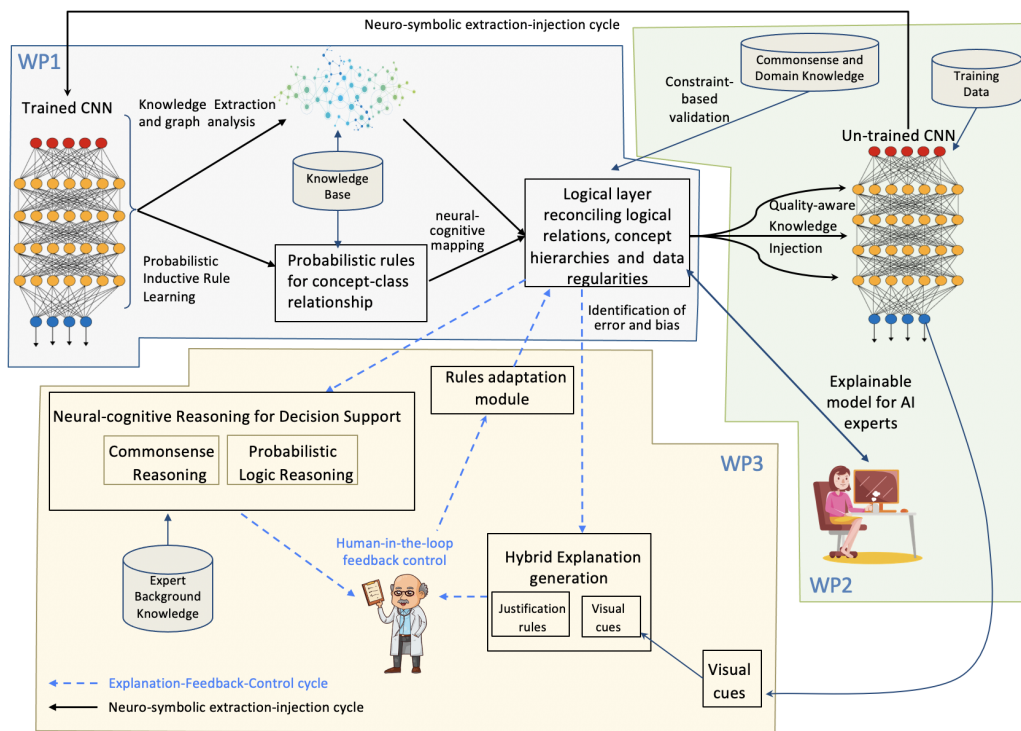 Neuro-symbolic extraction-injection cycle
WP1
Trained CNN
Knowledge Extraction
and graph analysis
Knowledge
Base
Probabilistic
Inductive Rule
Learning
Probabilistic rules
for concept-class
relationship
neural-
cognitive
mapping
Constraint-
based
validation
Commonsense and
Domain Knowledge
Training
Data
Un-trained CNN
Logical layer
reconciling logical
relations, concept
hierarchies and data
regularities
Quality-aware
Knowledge
Injection
Identification of
error and bias
Explainable
model for AI
experts
WP2
Rules adaptation
module
Neural-cognitive Reasoning for Decision Support
Commonsense
Reasoning
Probabilistic
Logic Reasoning
WP3
Expert
Background
Knowledge
Human-in-the-loop
feedback control
Hybrid Explanation
generation
Justification
rules
Visual
cues
Visual
cues
Explanation-Feedback-Control cycle
Neuro-symbolic extraction-injection cycle